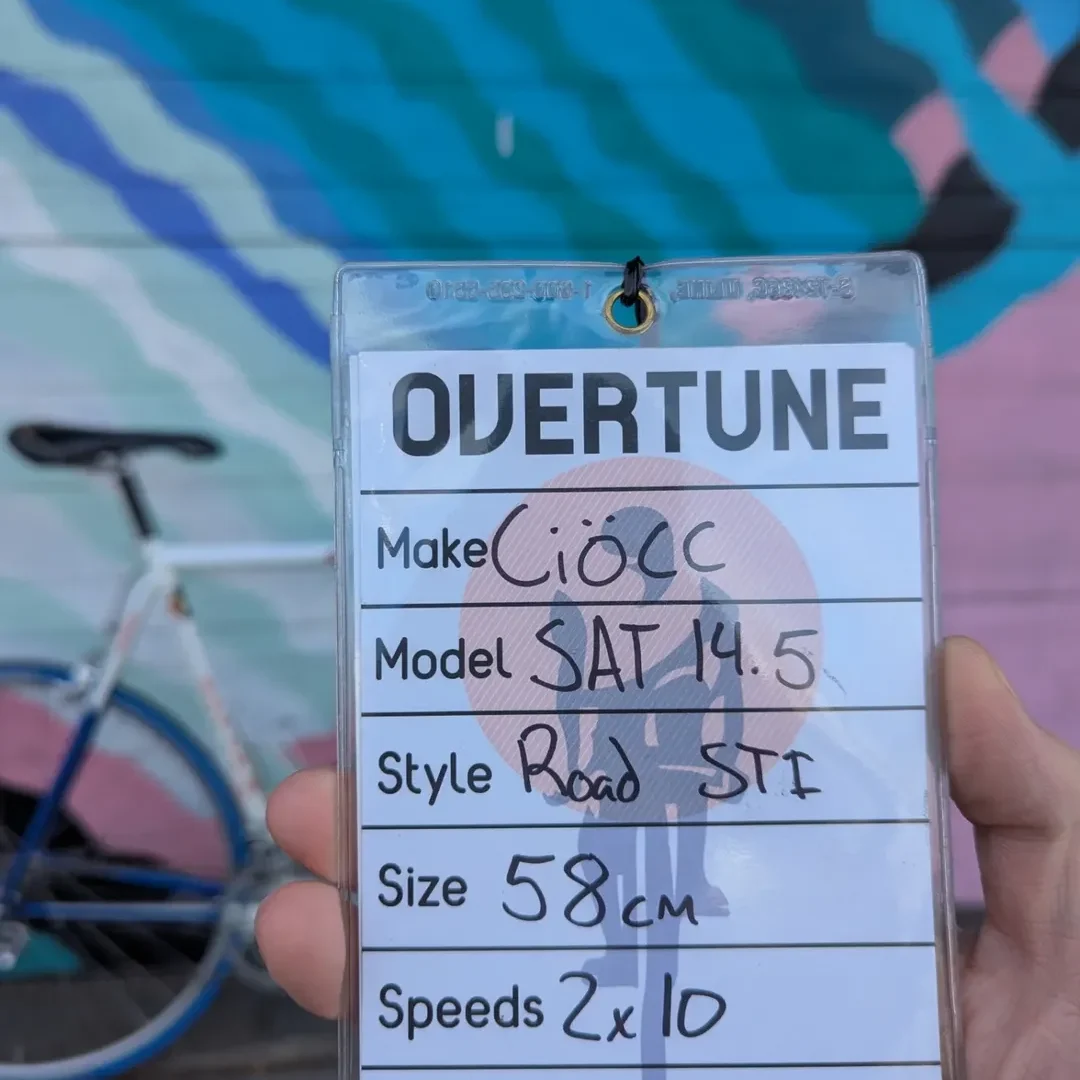 OVERTUNE
Make Ciöcc
Model SAT 14.5
Style Road STI
Size 58cm
Speeds 2x10